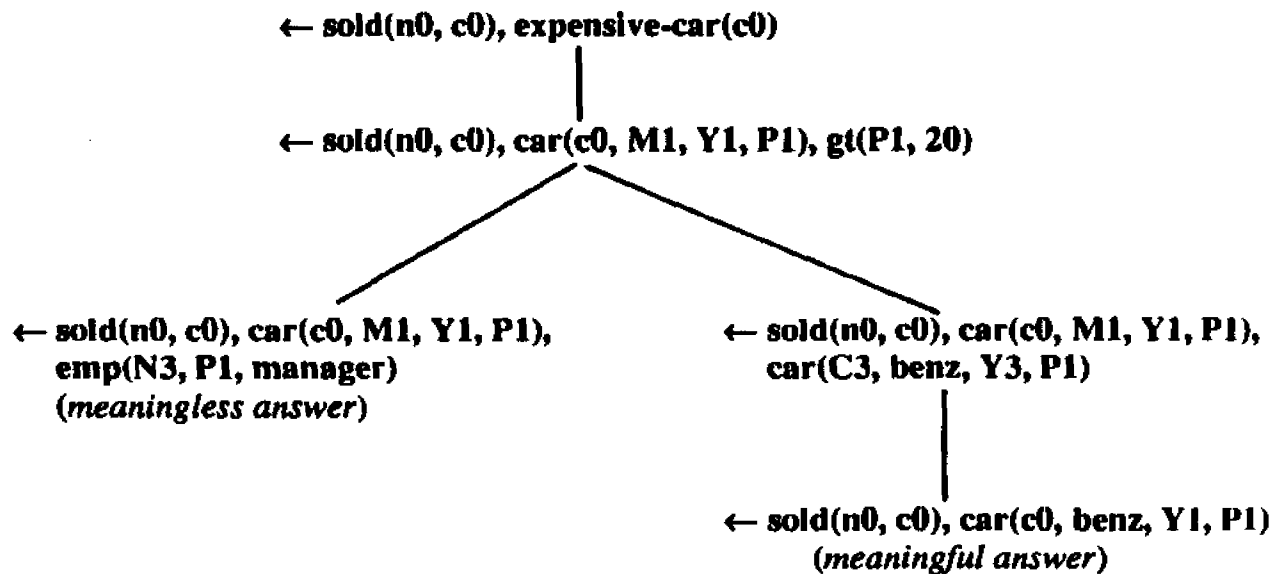 ← sold(n0, c0), expensive-car(c0)
← sold(n0, c0), car(c0, M1, Y1, P1), gt(P1, 20)
← sold(n0, c0), car(c0, M1, Y1, P1),
emp(N3, P1, manager)
(meaningless answer)
← sold(n0, c0), car(c0, M1, Y1, P1),
car(C3, benz, Y3, P1)
← sold(n0, c0), car(c0, benz, Y1, P1)
(meaningful answer)